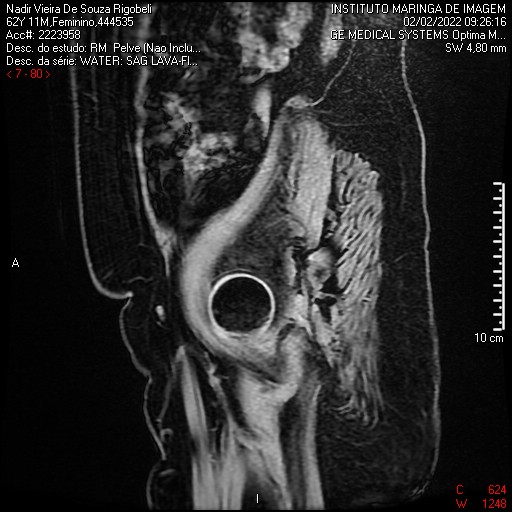 Nadir Vieira De Souza Rigobeli
62Y 11M,Feminino,444535
Acc#: 2223958
Desc. do estudo: RM  Pelve (Nao Inclu...
Desc. da série: WATER: SAG LAVA-Fl...
< 7 - 80 >
INSTITUTO MARINGA DE IMAGEM
02/02/2022 09:26:16
GE MEDICAL SYSTEMS Optima M...
SW 4,80 mm
A
10 cm
I
C 624
W 1248